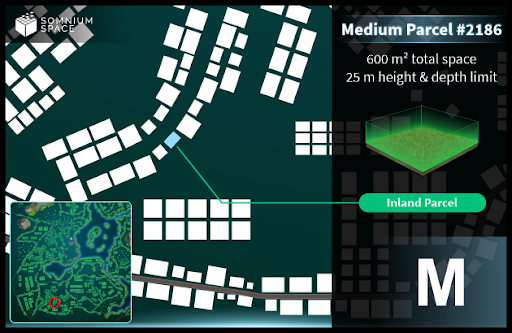 SOMNIUM
SPACE
Medium Parcel #2186
600 m² total space
25 m height & depth limit
Inland Parcel
M